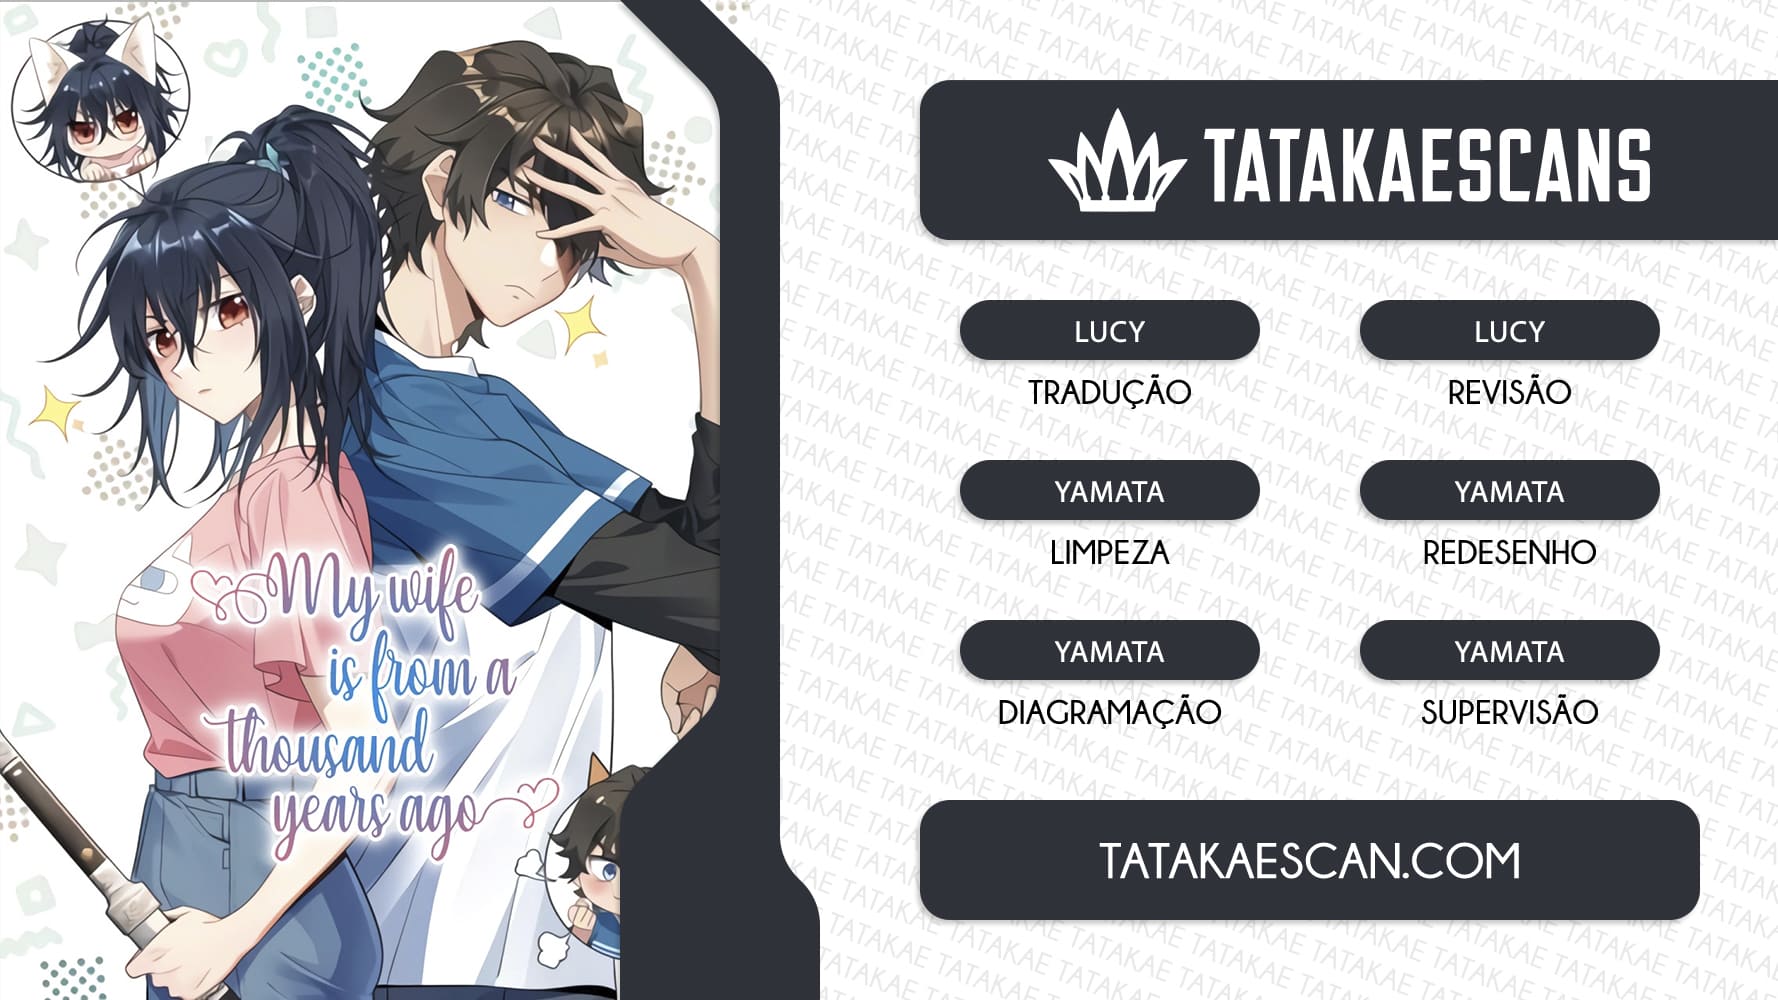 My wife
is from a
thousand
years ago
TATAKAESCANS
LUCY
TRADUÇÃO
LUCY
REVISÃO
YAMATA
LIMPEZA
YAMATA
REDESENHO
YAMATA
DIAGRAMAÇÃO
YAMATA
SUPERVISÃO
TATAKAESCAN.COM